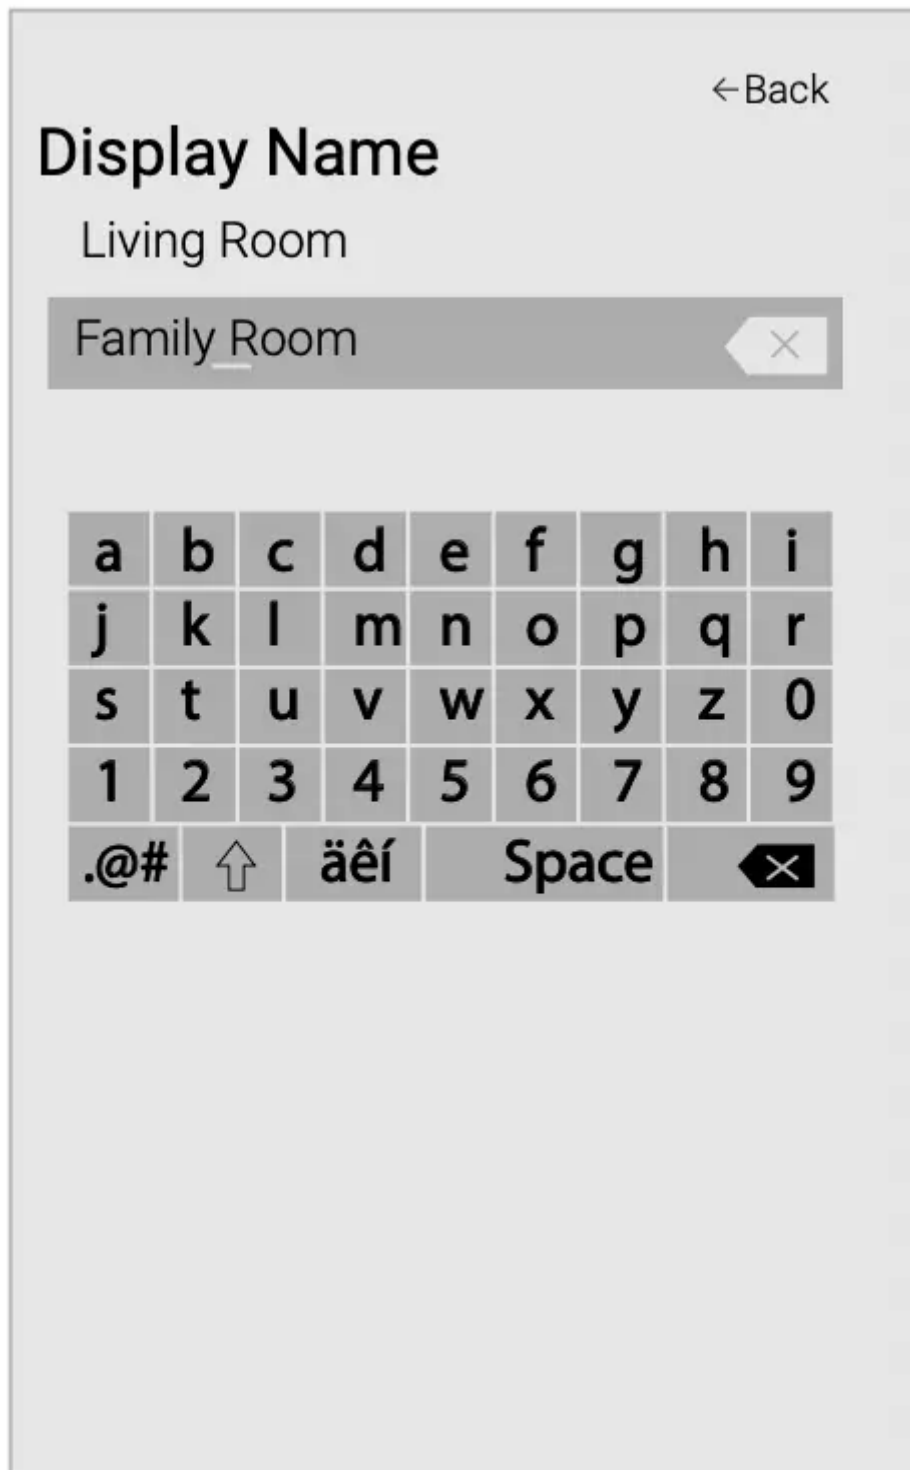 ←Back
Display Name
Living Room
Family Room
a b c d e f g h i
j k l m n o p q r
s t u v w x y z 0
1 2 3 4 5 6 7 8 9
.@# äêí Space